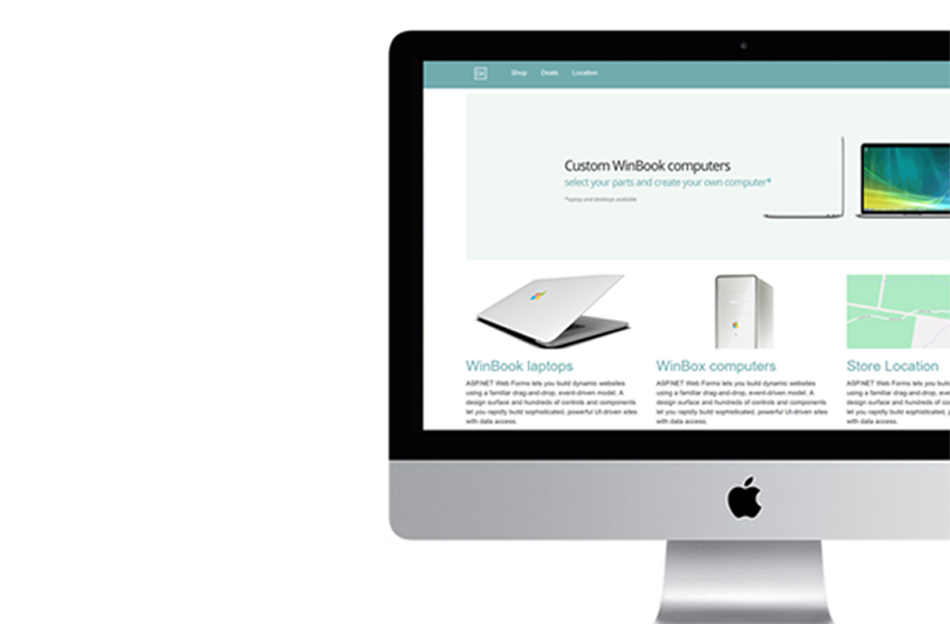 Shop Deals Location
Custom WinBook computers
select your parts and create your own computer*
*laptop and desktops available
WinBook laptops
ASP.NET Web Forms lets you build dynamic websites
using a familiar drag-and-drop, event-driven model. A
design surface and hundreds of controls and components
let you rapidly build sophisticated, powerful UI-driven sites
with data access.
WinBox computers
ASP.NET Web Forms lets you build dynamic websites
using a familiar drag-and-drop, event-driven model. A
design surface and hundreds of controls and components
let you rapidly build sophisticated, powerful UI-driven sites
with data access.
Store Location
ASP.NET Web Forms lets you build
using a familiar drag-and-drop,
design surface and hundreds of
let you rapidly build sophisticated,
with data access.